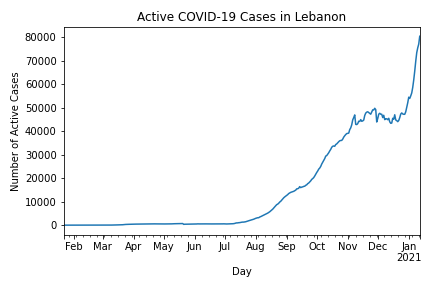 Active COVID-19 Cases in Lebanon
80000
70000
60000
50000
40000
30000
20000
10000
0
Number of Active Cases
Feb Mar Apr May Jun Jul Aug Sep Oct Nov Dec Jan
2021
Day